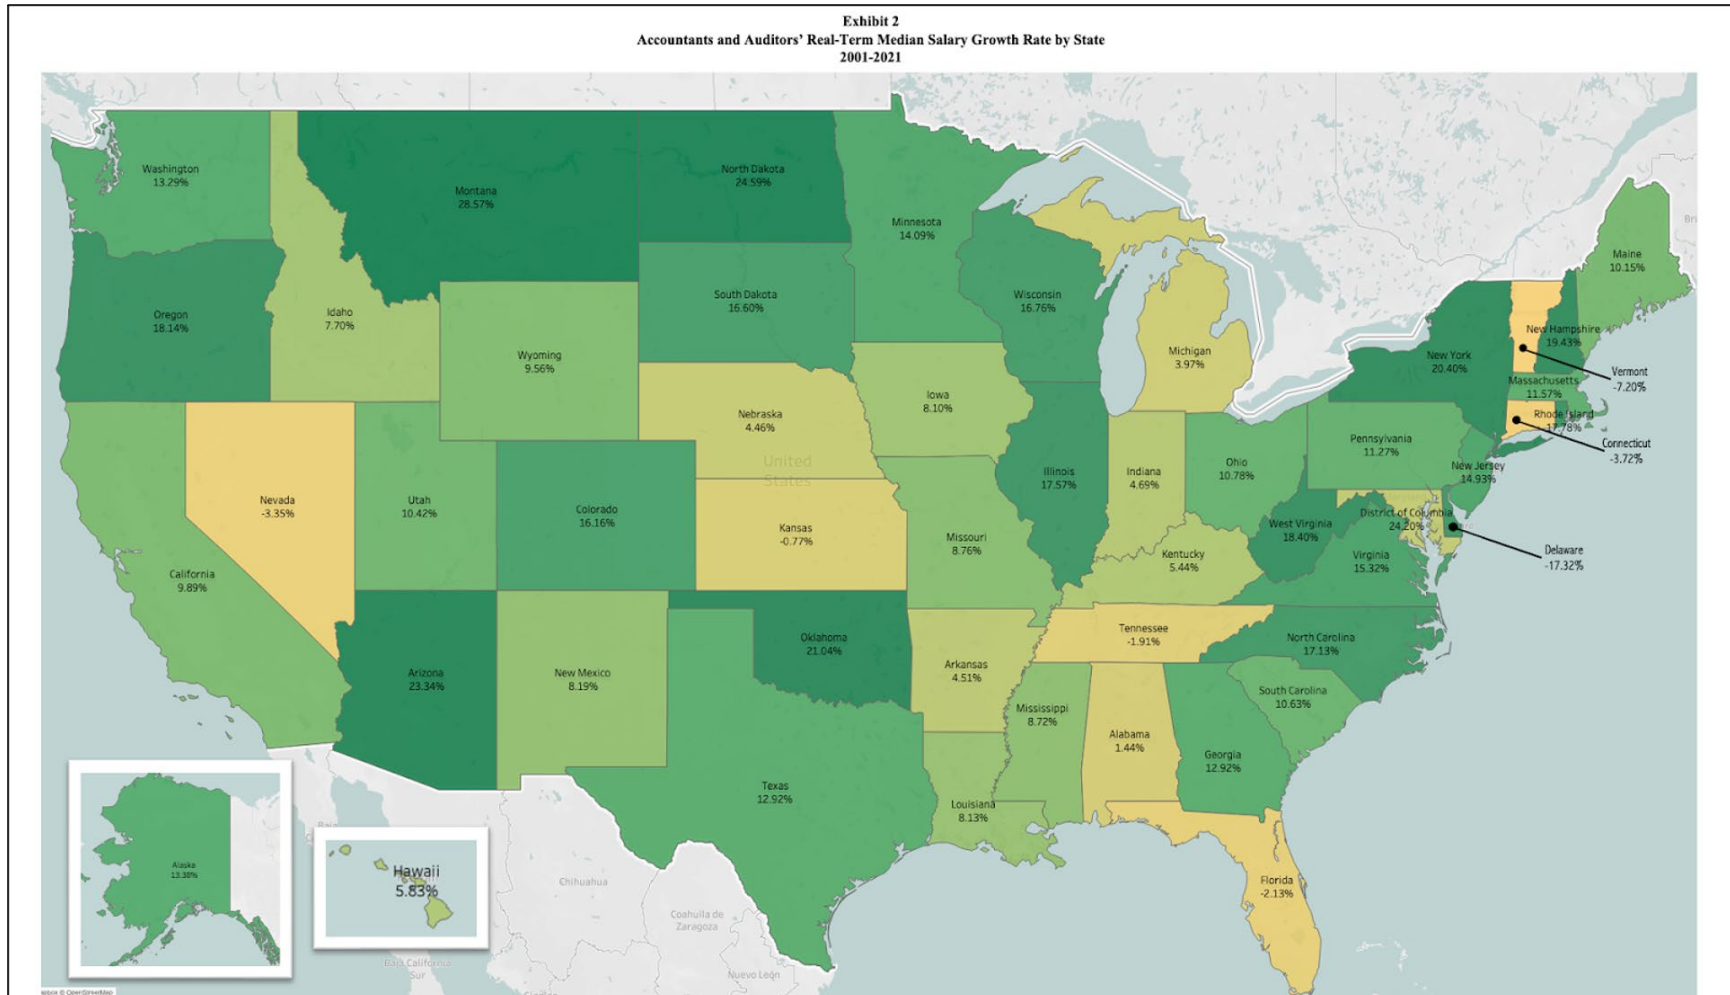 Exhibit 2
Accountants and Auditors’ Real-Term Median Salary Growth Rate by State
2001-2021
Washington
13.29%
Montana
28.57%
North Dakota
24.59%
Minnesota
14.09%
Maine
10.15%
Oregon
18.14%
Idaho
7.70%
South Dakota
16.60%
Wisconsin
16.76%
Wyoming
9.56%
Michigan
3.97%
New York
20.40%
New Hampshire
19.43%
Vermont
-7.20%
Massachusetts
11.57%
Rhode Island
-17.78%
Connecticut
-3.72%
Nebraska
4.46%
Iowa
8.10%
United
States
Nevada
-3.35%
Utah
10.42%
Colorado
16.16%
Kansas
-0.77%
Missouri
8.76%
Illinois
17.57%
Indiana
4.69%
Ohio
10.78%
Pennsylvania
11.27%
New Jersey
14.93%
District of Columbia
24.20%
Delaware
-17.32%
West Virginia
18.40%
Virginia
15.32%
Kentucky
5.44%
California
9.89%
Arizona
23.34%
New Mexico
8.19%
Oklahoma
21.04%
Arkansas
4.51%
Tennessee
-1.91%
North Carolina
17.13%
South Carolina
10.63%
Mississippi
8.72%
Alabama
1.44%
Georgia
12.92%
Texas
12.92%
Louisiana
8.13%
Florida
-2.13%
Alaska
13.38%
Hawaii
5.83%
Baja
Chihuahua
Coahuila de
Zaragoza
Baja California
Sur
Nuevo León
© OpenStreetMap